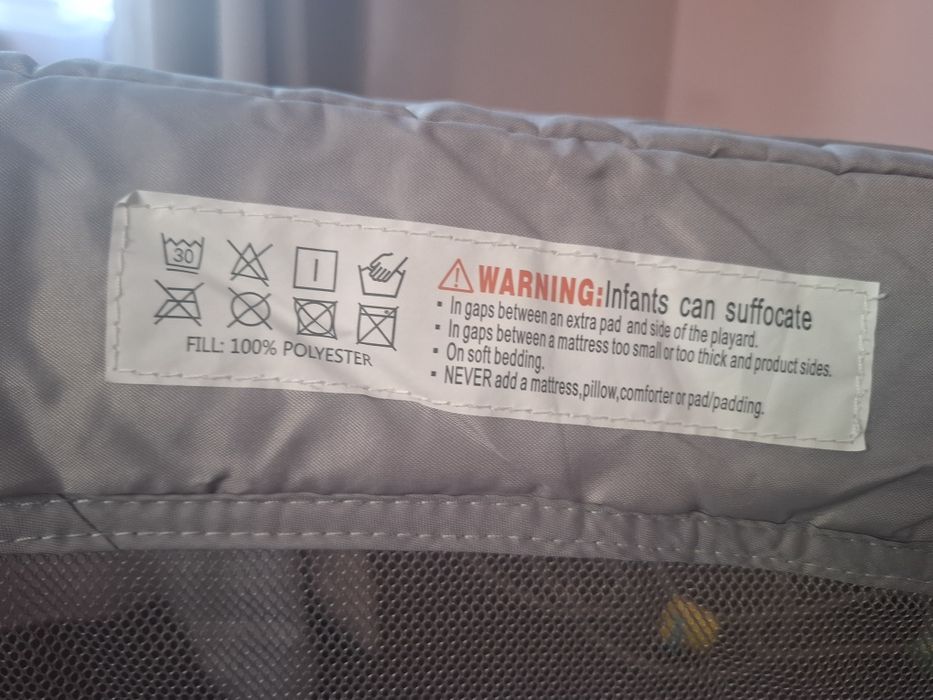 30
FILL: 100% POLYESTER
WARNING:Infants can suffocate
▪ In gaps between an extra pad and side of the playard.
▪ In gaps between a mattress too small or too thick and product sides.
▪ On soft bedding.
▪ NEVER add a mattress,pillow,comforter or pad/padding.